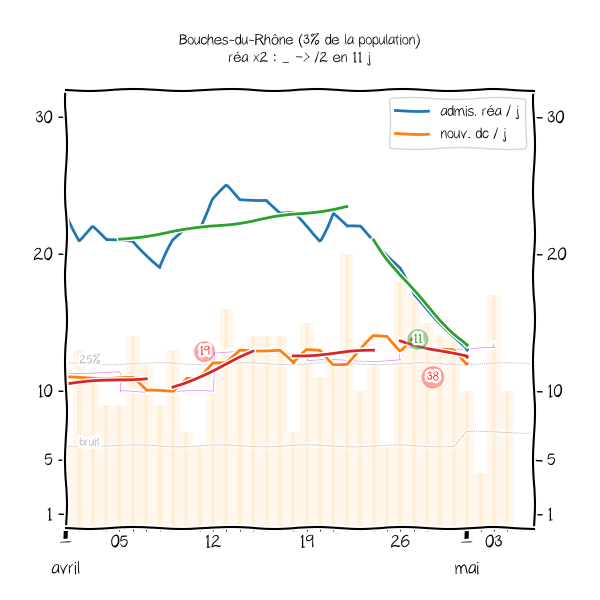 Bouches-du-Rhône (3% de la population)
réa x2 : _ -> /2 en 11 j
admis. réa / j
nouv. dc / j
30
30
20
20
19
11
25%
38
10
10
bruit
5
5
1
1
05
12
19
26
03
avril
mai